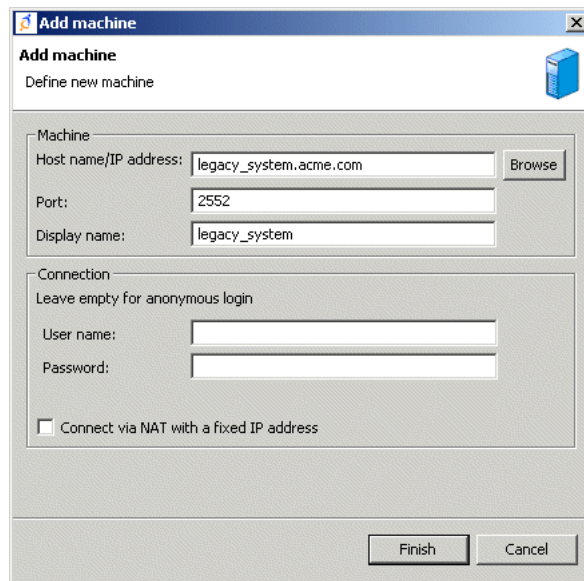 Add machine
Add machine
Define new machine
Machine
Host name/IP address: legacy_system.acme.com Browse
Port: 2552
Display name: legacy_system
Connection
Leave empty for anonymous login
User name:
Password:
Connect via NAT with a fixed IP address
Finish Cancel